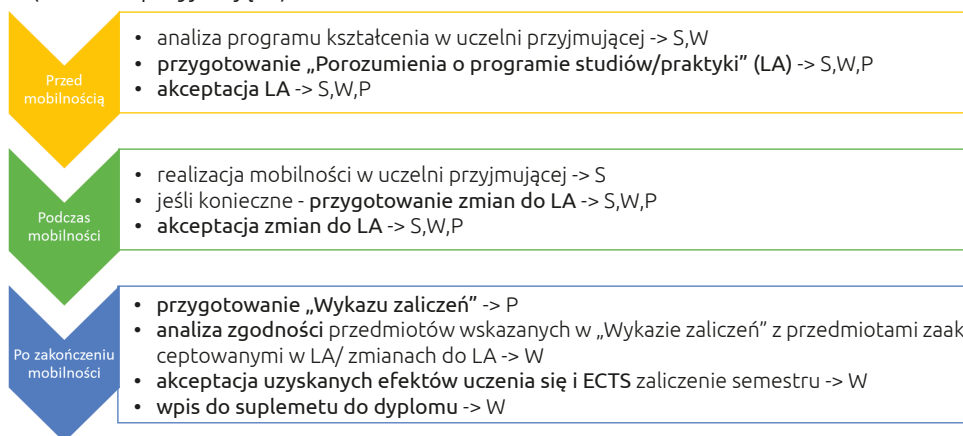 Przed
mobilnością
• analiza programu kształcenia w uczelni przyjmującej -> S,W
• przygotowanie „Porozumienia o programie studiów/praktyki” (LA) -> S,W,P
• akceptacja LA -> S,W,P
Podczas
mobilności
• realizacja mobilności w uczelni przyjmującej -> S
• jeśli konieczne - przygotowanie zmian do LA -> S,W,P
• akceptacja zmian do LA -> S,W,P
Po zakończeniu
mobilności
• przygotowanie „Wykazu zaliczeń” -> P
• analiza zgodności przedmiotów wskazanych w „Wykazie zaliczeń” z przedmiotami zaak
ceptowanymi w LA/ zmianach do LA -> W
• akceptacja uzyskanych efektów uczenia się i ECTS zaliczenie semestru -> W
• wpis do suplemetu do dyplomu -> W